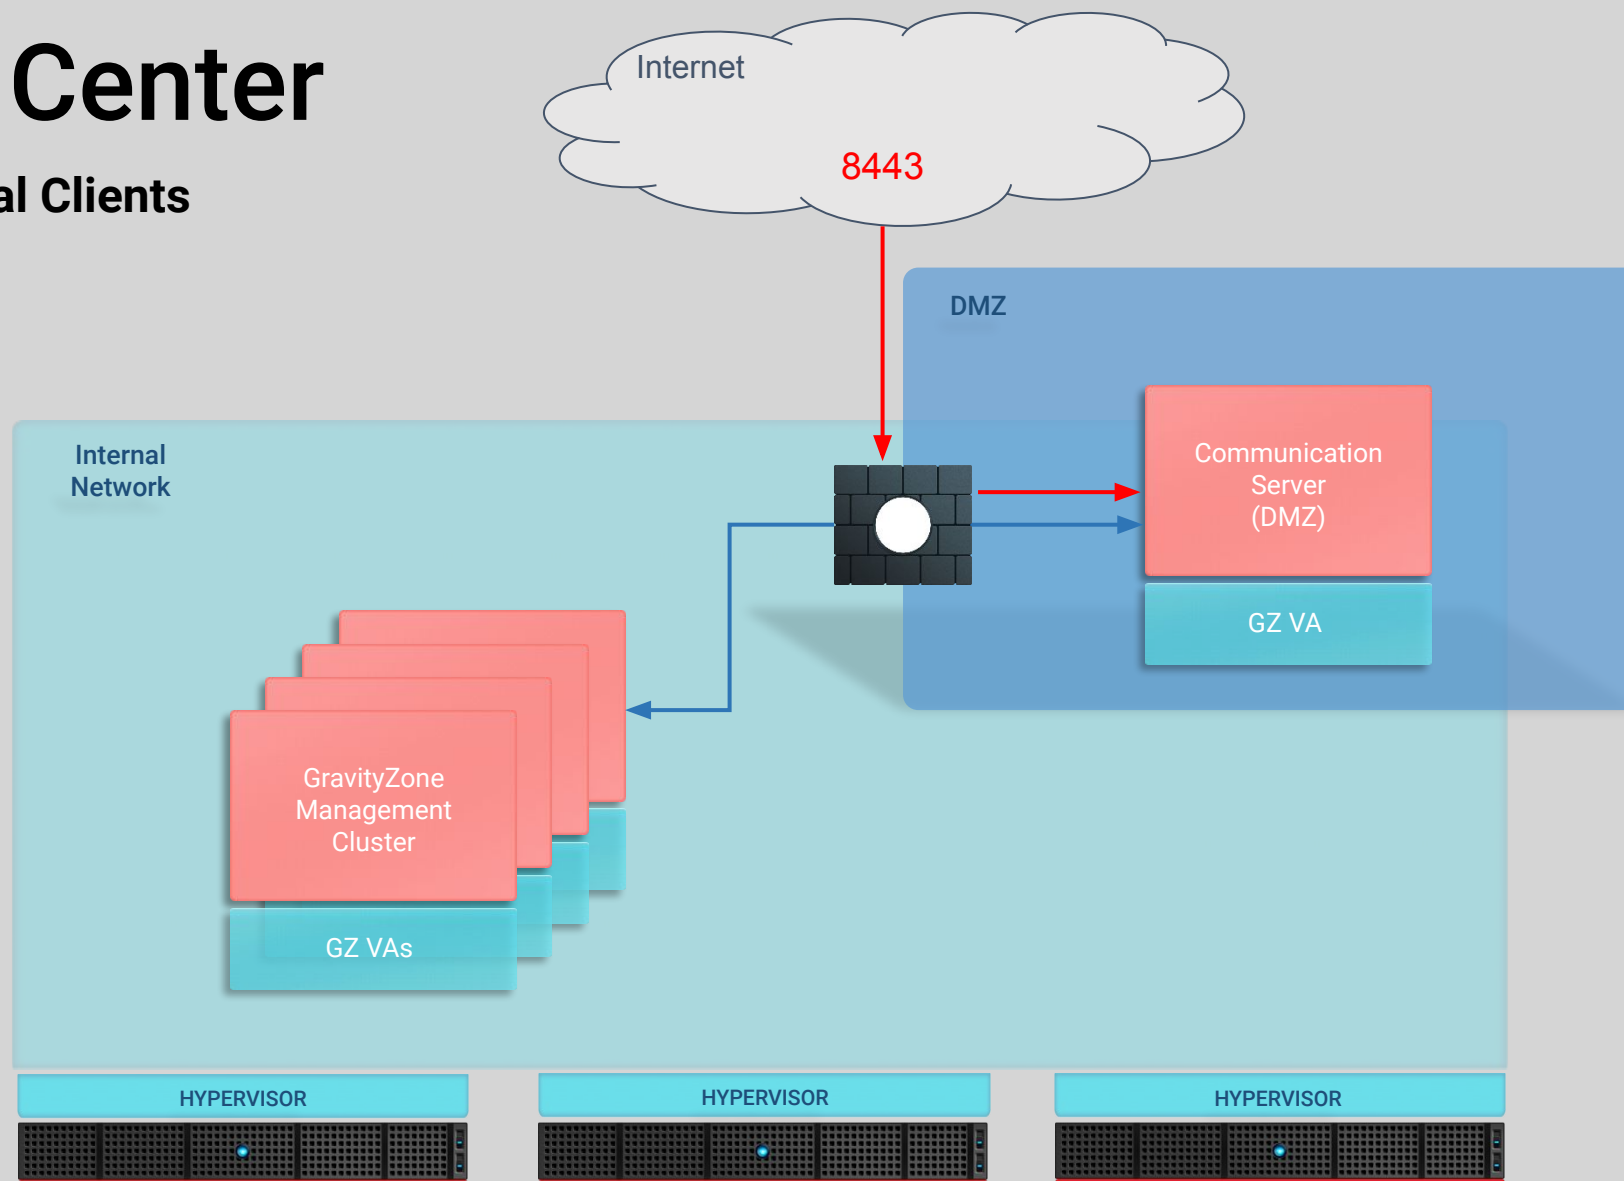 Center
al Clients
Internet
8443
DMZ
Internal
Network
Communication
Server
(DMZ)
GZ VA
GravityZone
Management
Cluster
GZ VAs
HYPERVISOR
HYPERVISOR
HYPERVISOR